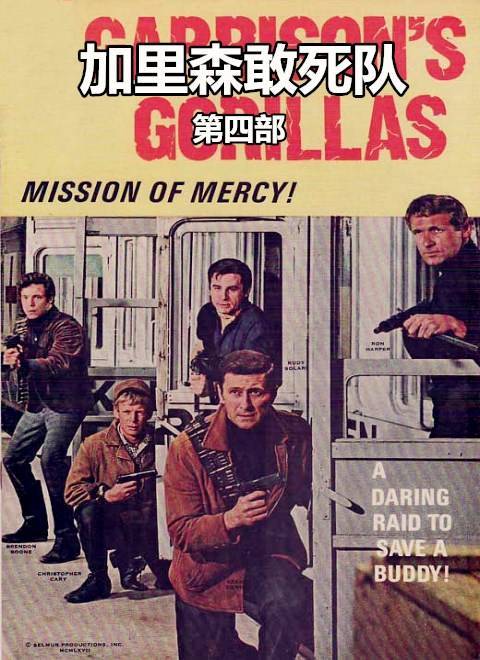 GARRISON'S
加里森敢死队
第四部
GORILLAS
MISSION OF MERCY!
RON
HARPER
RUDY
SOLARI
BRENDON
BOONE
CHRISTOPHER
CARY
A
DARING
RAID TO
SAVE A
BUDDY!
© SELMUR PRODUCTIONS, INC.
MCMLXVII